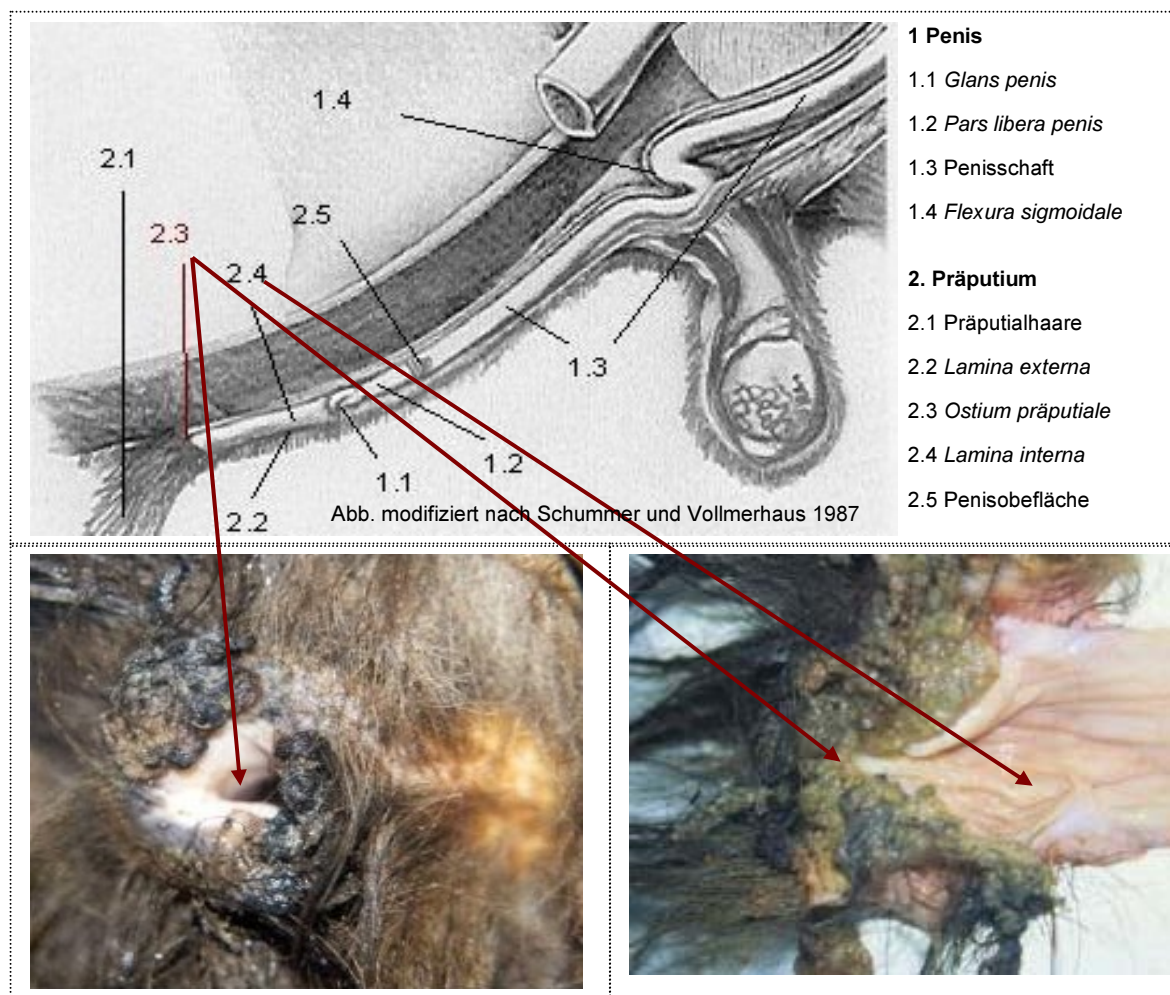 1.4
2.1
2.5
2.3
2.4
1.3
1.2
1.1
2.2
Abb. modifiziert nach Schummer und Vollmerhaus 1987
1 Penis
1.1 Glans penis
1.2 Pars libera penis
1.3 Penisschaft
1.4 Flexura sigmoidale
2. Präputium
2.1 Präputialhaare
2.2 Lamina externa
2.3 Ostium präputiale
2.4 Lamina interna
2.5 Penisobefläche